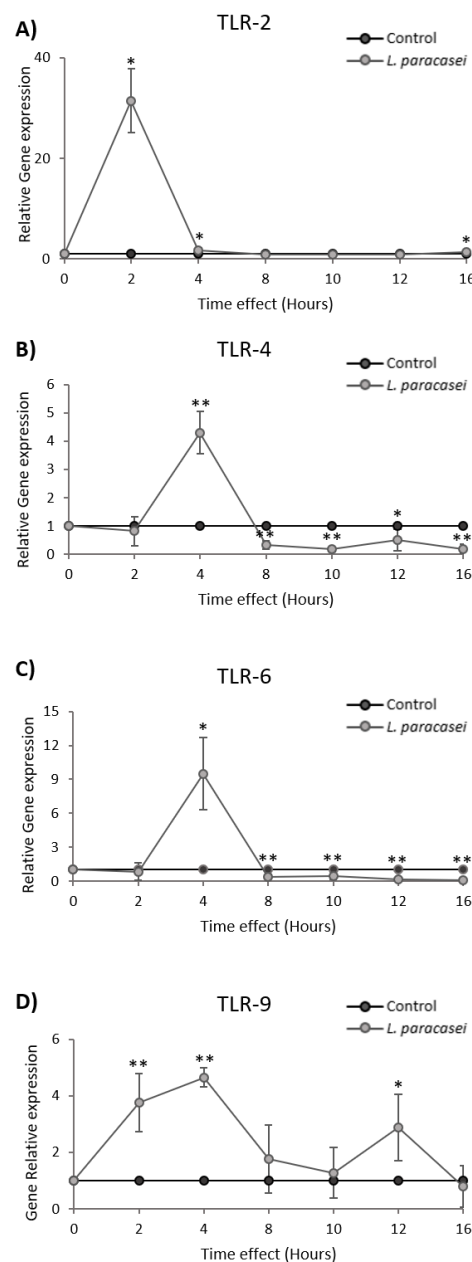 A)
TLR-2
Control
L. paracasei
Relative Gene expression
40
20
0
*
*
*
0 2 4 8 10 12 16
Time effect (Hours)
B)
TLR-4
Control
L. paracasei
Relative Gene expression
6
5
4
3
2
1
0
**
**
**
*
**
0 2 4 8 10 12 16
Time effect (Hours)
C)
TLR-6
Control
L. paracasei
Relative Gene expression
15
12
9
6
3
0
*
**
**
**
**
0 2 4 8 10 12 16
Time effect (Hours)
D)
TLR-9
Control
L. paracasei
Gene Relative expression
6
4
2
0
**
**
*
0 2 4 8 10 12 16
Time effect (Hours)